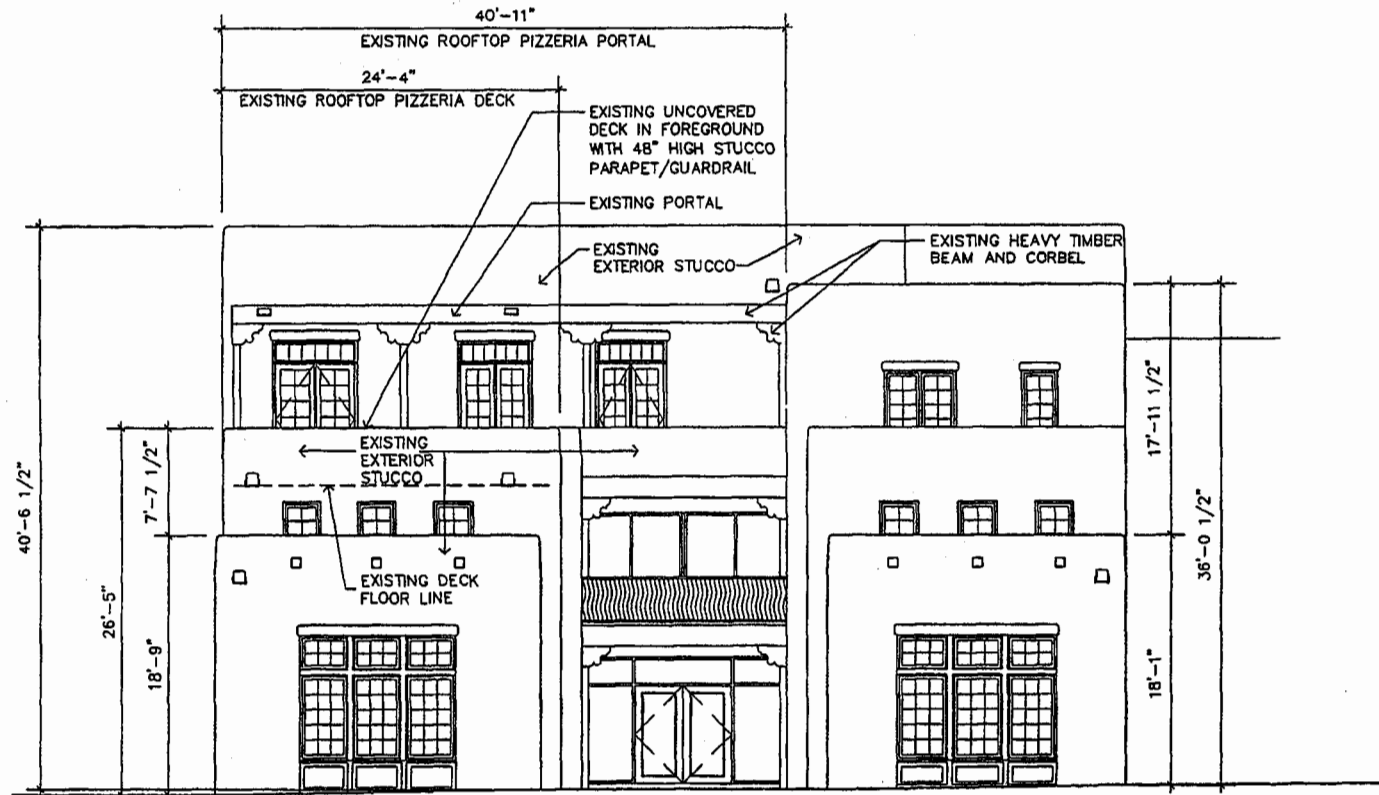 40'-11"
EXISTING ROOFTOP PIZZERIA PORTAL
24'-4"
EXISTING ROOFTOP PIZZERIA DECK
EXISTING UNCOVERED
DECK IN FOREGROUND
WITH 48" HIGH STUCCO
PARAPET/GUARDRAIL
EXISTING PORTAL
EXISTING
EXTERIOR STUCCO
EXISTING HEAVY TIMBER
BEAM AND CORBEL
EXISTING
EXTERIOR
STUCCO
EXISTING DECK
FLOOR LINE
40'-6 1/2"
26'-5"
7'-7 1/2"
18'-9"
17'-11 1/2"
18'-1"
36'-0 1/2"